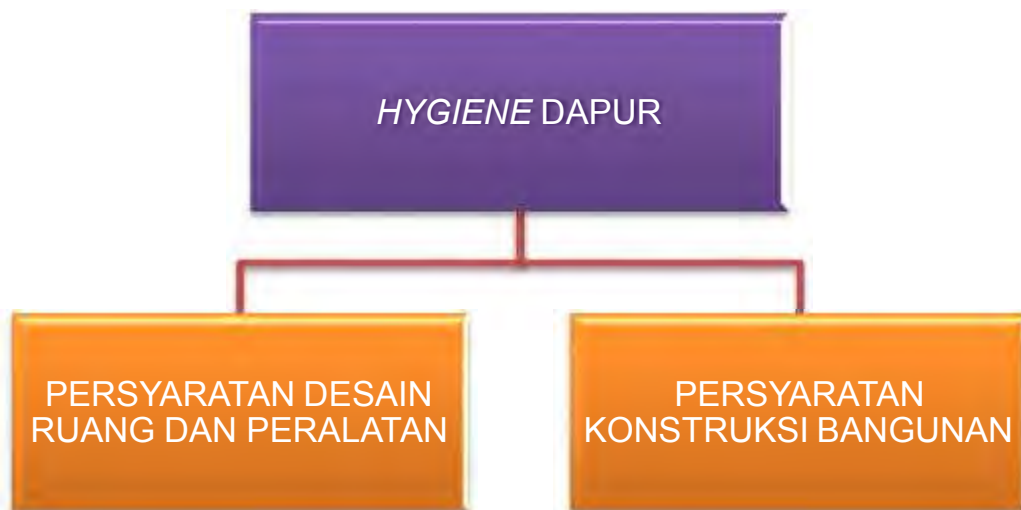 HYGIENE DAPUR
PERSYARATAN DESAIN
RUANG DAN PERALATAN
PERSYARATAN
KONSTRUKSI BANGUNAN